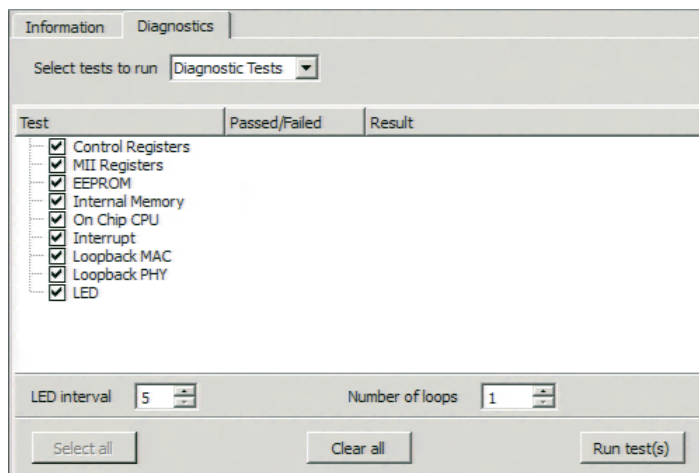 Information Diagnostics
Select tests to run Diagnostic Tests
Test Passed/Failed Result
Control Registers
MII Registers
EEPROM
Internal Memory
On Chip CPU
Interrupt
Loopback MAC
Loopback PHY
LED
LED interval 5 Number of loops 1
Select all Clear all Run test(s)